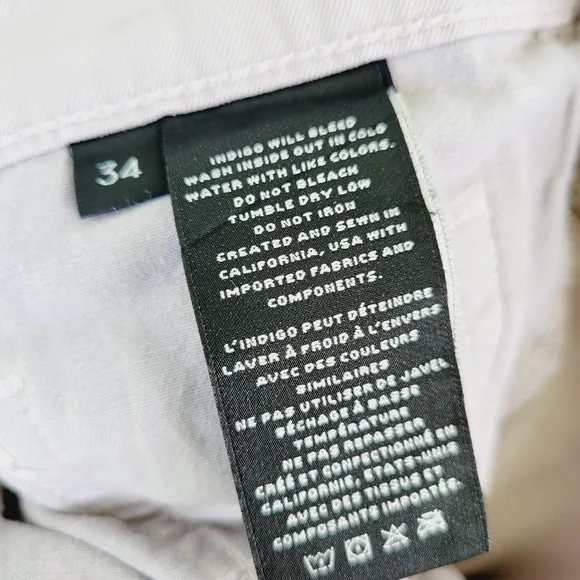 34
INDIGO WILL BLEED
WASH INSIDE OUT IN COLD
WATER WITH LIKE COLORS.
DO NOT BLEACH
TUMBLE DRY LOW
DO NOT IRON
CREATED AND SEWN IN
CALIFORNIA, USA WITH
IMPORTED FABRICS AND
COMPONENTS.
L'INDIGO PEUT DÉTEINDRE
LAVER À FROID À L'ENVERS
AVEC DES COULEURS
SIMILAIRES
NE PAS UTILISER DE JAVEL
SÉCHAGE À BASSE
TEMPÉRATURE
NE PAS REPASSER
CRÉÉ ET CONFECTIONNÉ EN
CALIFORNIE, ETATS-UNIS
AVEC DES TISSUS ET
COMPOSANTS IMPORTÉS.